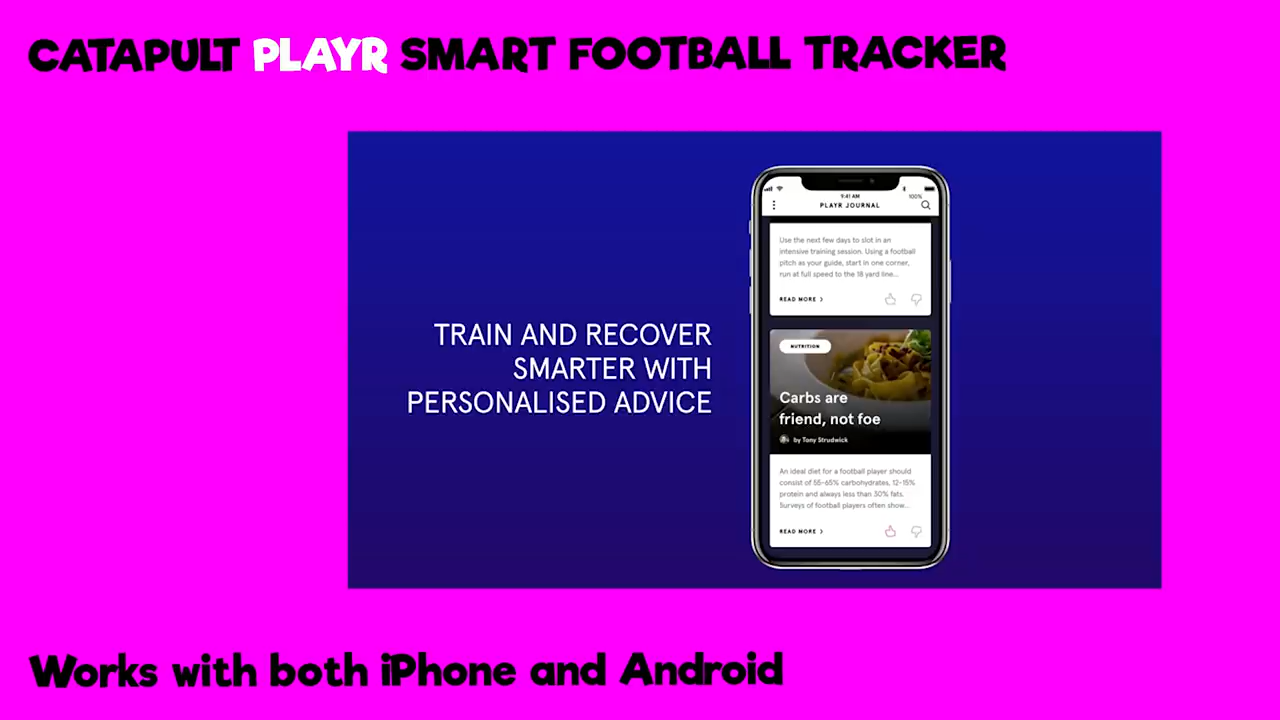 CATAPULT PLAYR SMART FOOTBALL TRACKER
TRAIN AND RECOVER
SMARTER WITH
PERSONALISED ADVICE
9:41 AM
100%
PLAYR JOURNAL
Use the next few days to slot in an
intensive training session. Using a football
pitch as your guide, start in one corner,
run at full speed to the 18 yard line...
READ MORE >
NUTRITION
Carbs are
friend, not foe
by Tony Strudwick
An ideal diet for a football player should
consist of 55-65% carbohydrates, 12-15%
protein and always less than 30% fats.
Surveys of football players often show...
READ MORE >
Works with both iPhone and Android